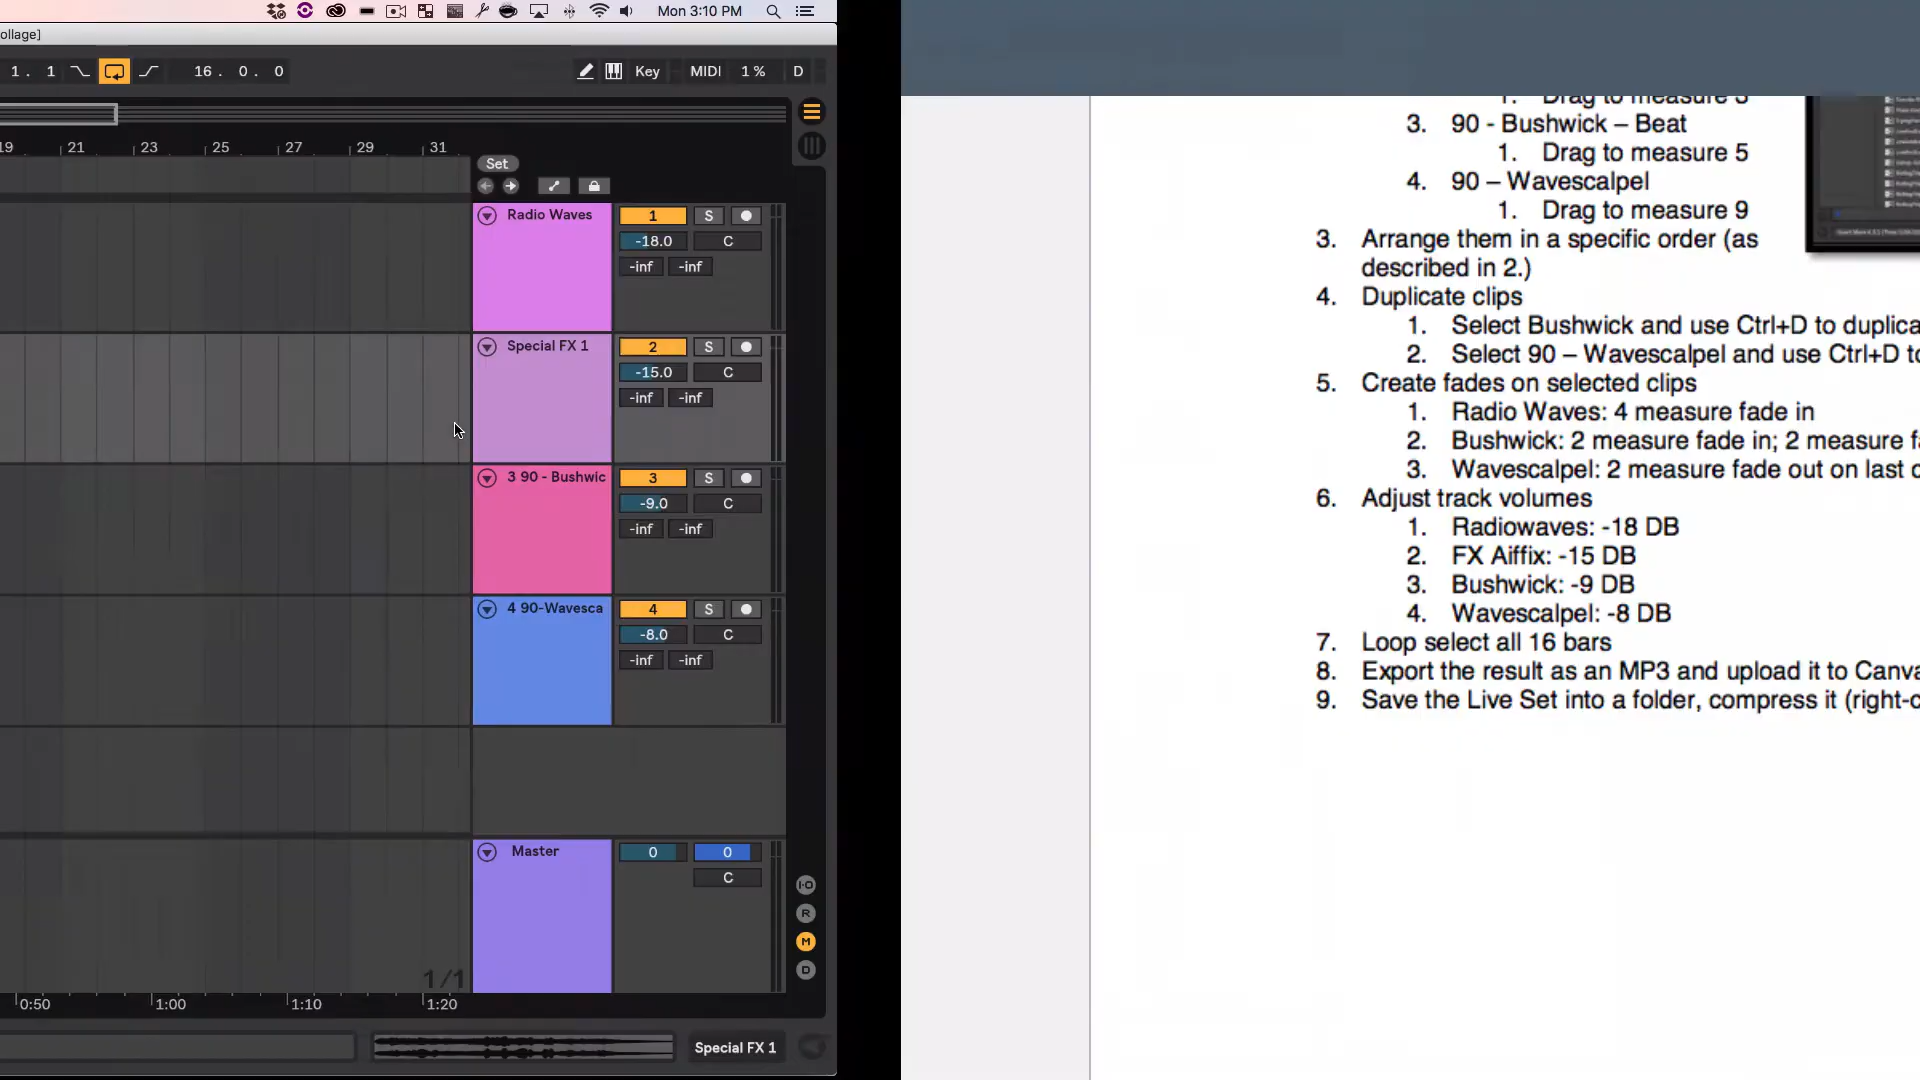 Mon 3:10 PM
ollage]
1. 1
16. 0. 0
Key
MIDI
1 %
D
19
21
23
25
27
29
31
Set
Radio Waves
1
S
-18.0
C
-inf
-inf
Special FX 1
2
S
-15.0
C
-inf
-inf
3 90 - Bushwic
3
S
-9.0
C
-inf
-inf
4 90-Wavesca
4
S
-8.0
C
-inf
-inf
Master
0
0
C
I·O
R
M
D
1/1
0:50
1:00
1:10
1:20
Special FX 1
1. Drag to measure 3
3. 90 - Bushwick – Beat
1. Drag to measure 5
4. 90 – Wavescalpel
1. Drag to measure 9
3. Arrange them in a specific order (as
described in 2.)
4. Duplicate clips
1. Select Bushwick and use Ctrl+D to duplica
2. Select 90 – Wavescalpel and use Ctrl+D to
5. Create fades on selected clips
1. Radio Waves: 4 measure fade in
2. Bushwick: 2 measure fade in; 2 measure fa
3. Wavescalpel: 2 measure fade out on last c
6. Adjust track volumes
1. Radiowaves: -18 DB
2. FX Aiffix: -15 DB
3. Bushwick: -9 DB
4. Wavescalpel: -8 DB
7. Loop select all 16 bars
8. Export the result as an MP3 and upload it to Canva
9. Save the Live Set into a folder, compress it (right-c